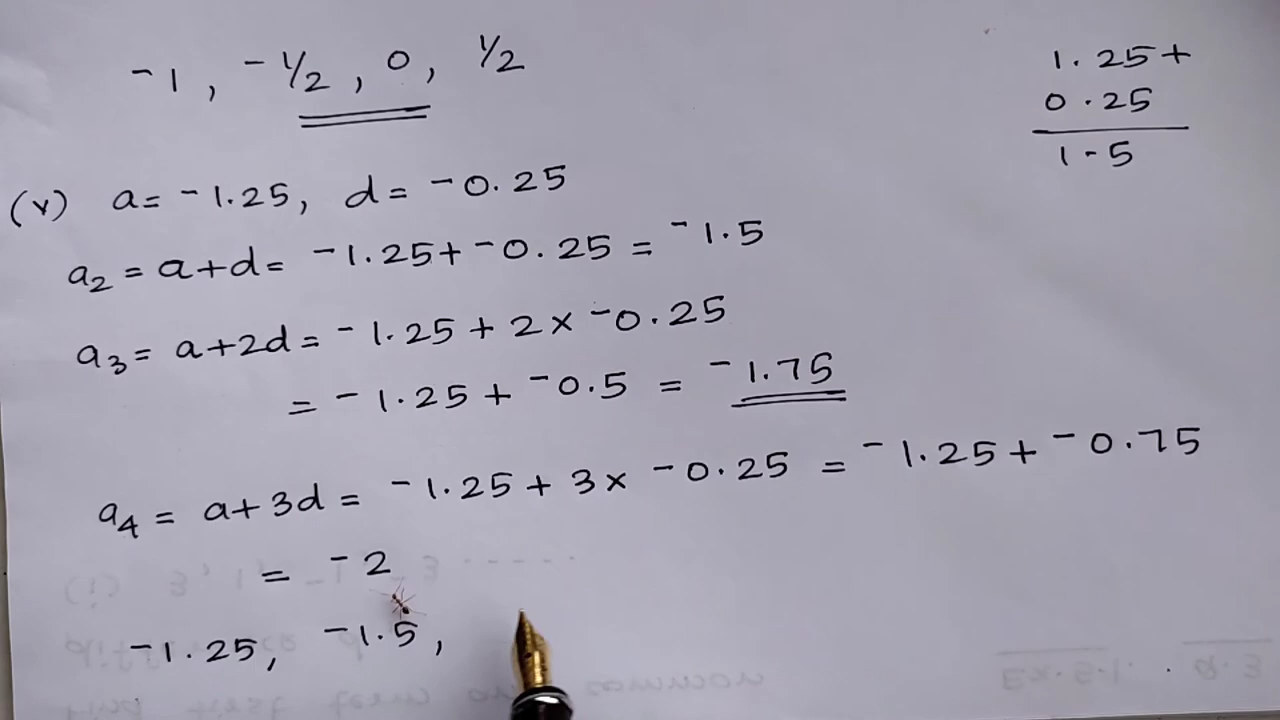 -1, -1/2, 0, 1/2
1.25+
0.25
1-5
(v) a= -1.25, d= -0.25
a2 = a+d= -1.25+ -0.25 = -1.5
a3= a+2d= -1.25 + 2x -0.25
= -1.25 + -0.5 = -1.75
a4 = a+3d = -1.25 + 3x -0.25 = -1.25 + -0.75
= -2
-1.25, -1.5,